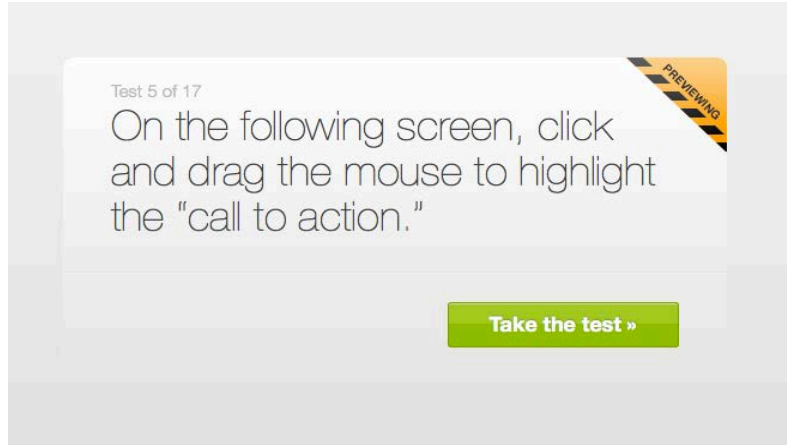 Test 5 of 17
PREVIEWING
On the following screen, click
and drag the mouse to highlight
the “call to action.”
Take the test »